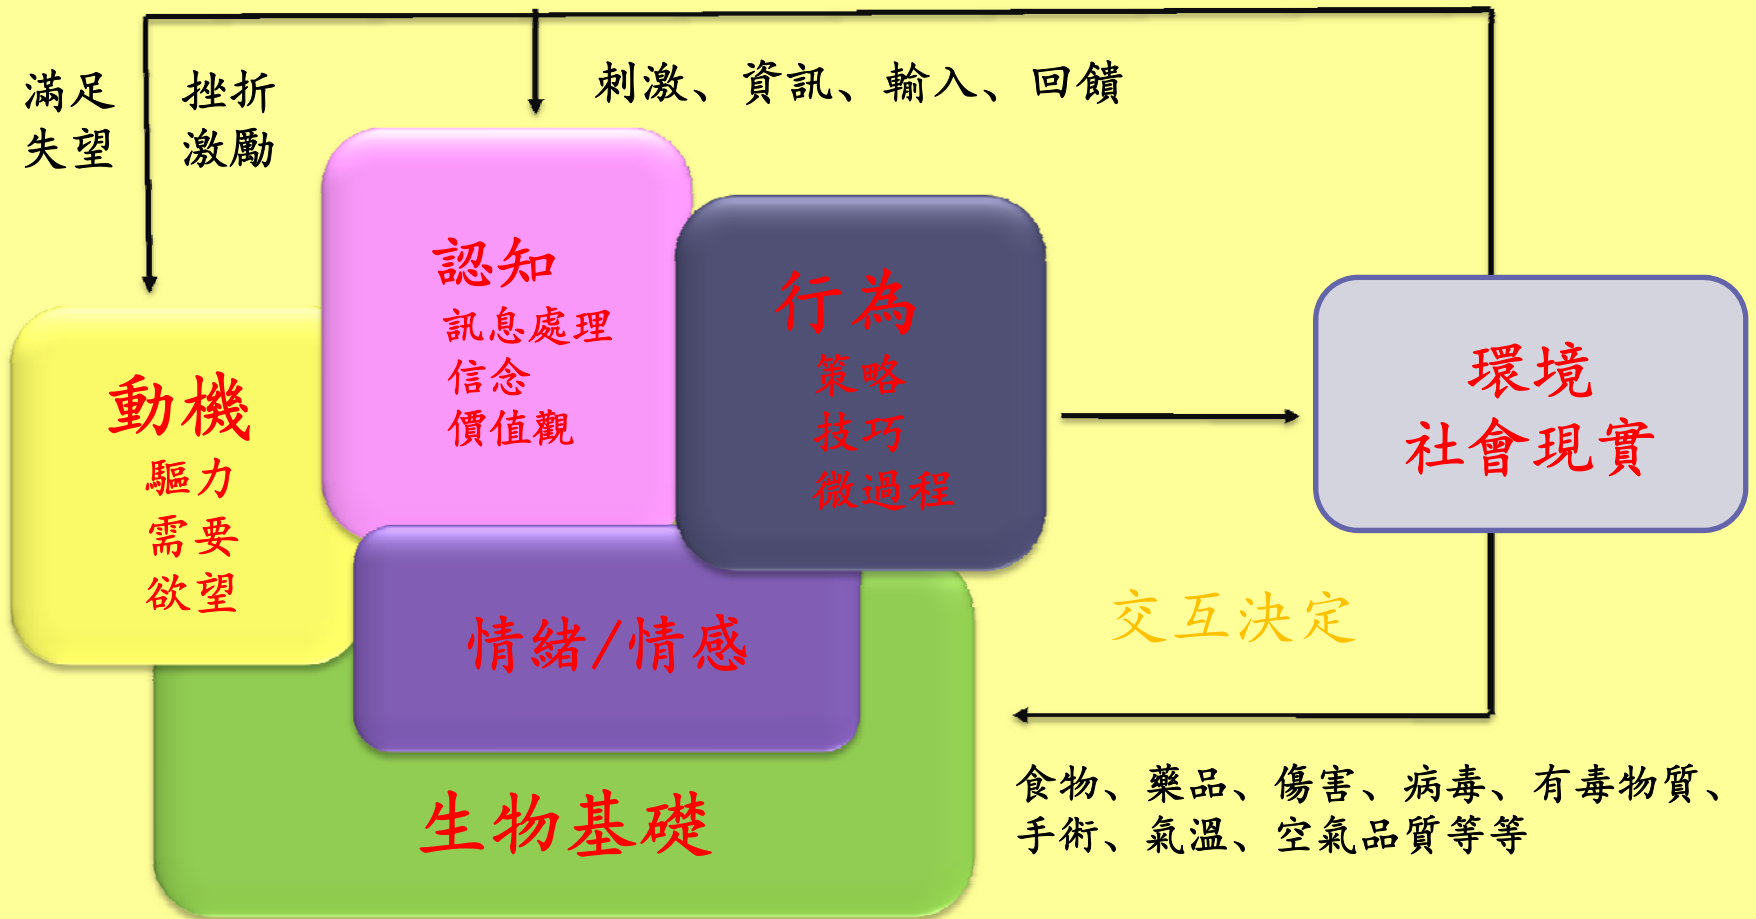 滿足
失望
挫折
激勵
刺激、資訊、輸入、回饋
認知
訊息處理
信念
價值觀
行為
策略
技巧
微過程
動機
驅力
需要
欲望
環境
社會現實
情緒/情感
交互決定
生物基礎
食物、藥品、傷害、病毒、有毒物質、
手術、氣溫、空氣品質等等